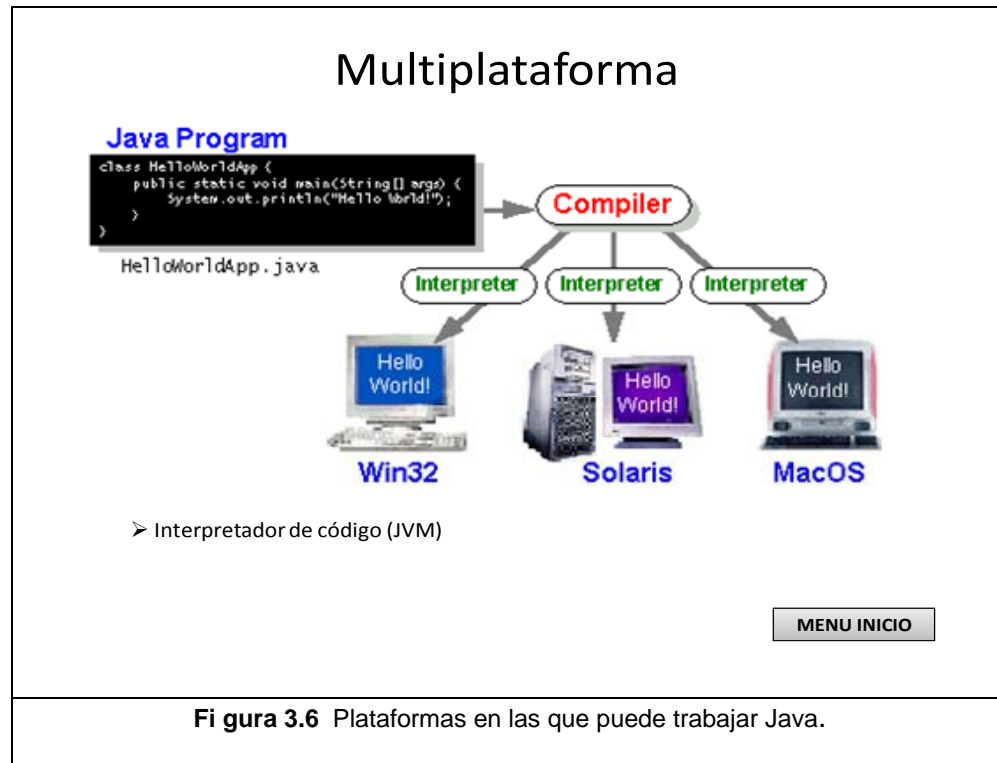 Multiplataforma
Java Program
class HelloWorldApp {
public static void main(String[] args) {
System.out.println("Hello World!");
}
}
HelloWorldApp.java
Compiler
Interpreter
Interpreter
Interpreter
Hello
World!
Hello
World!
Hello
World!
Win32
Solaris
MacOS
➢ Interpretador de código (JVM)
MENU INICIO
Fi gura 3.6 Plataformas en las que puede trabajar Java.